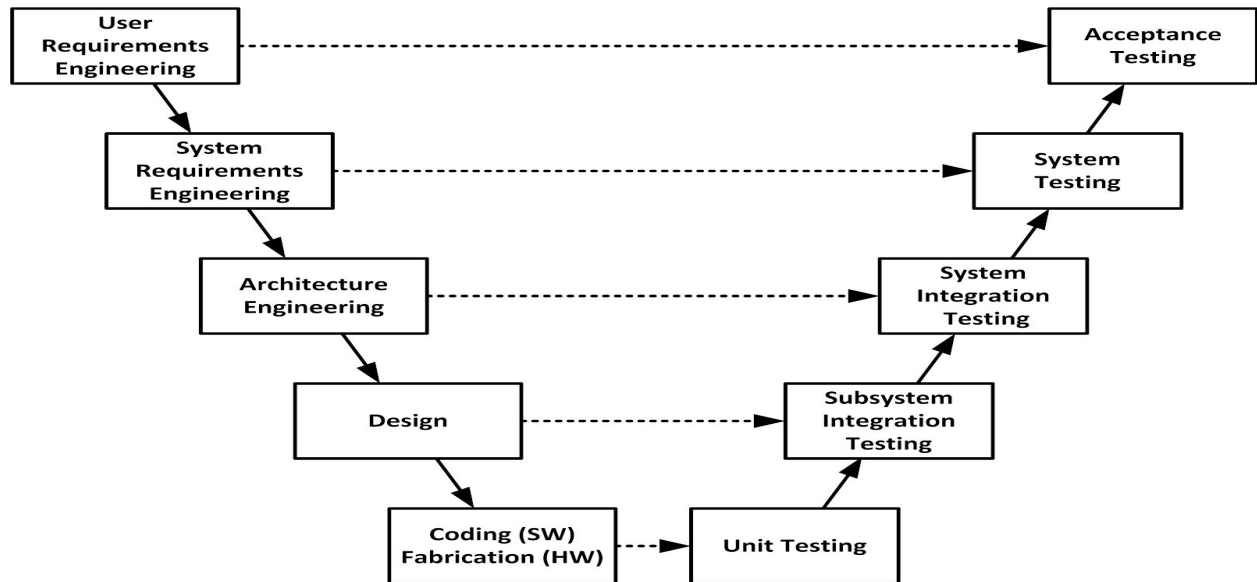 User
Requirements
Engineering
Acceptance
Testing
System
Requirements
Engineering
System
Testing
Architecture
Engineering
System
Integration
Testing
Design
Subsystem
Integration
Testing
Coding (SW)
Fabrication (HW)
Unit Testing